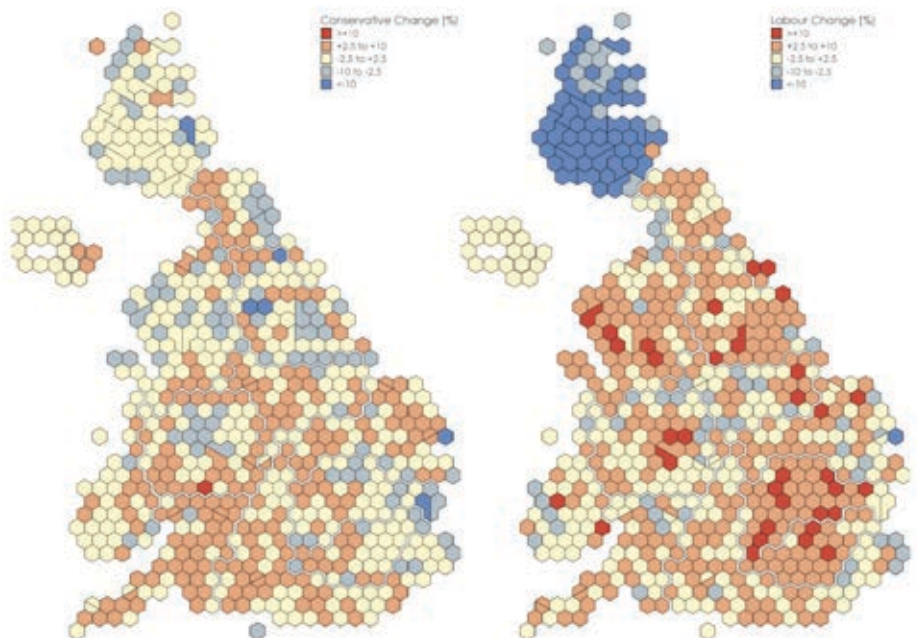 Conservative Change [%]
>+10
+2.5 to +10
-2.5 to +2.5
-10 to -2.5
<-10
Labour Change [%]
>+10
+2.5 to +10
-2.5 to +2.5
-10 to -2.5
<-10